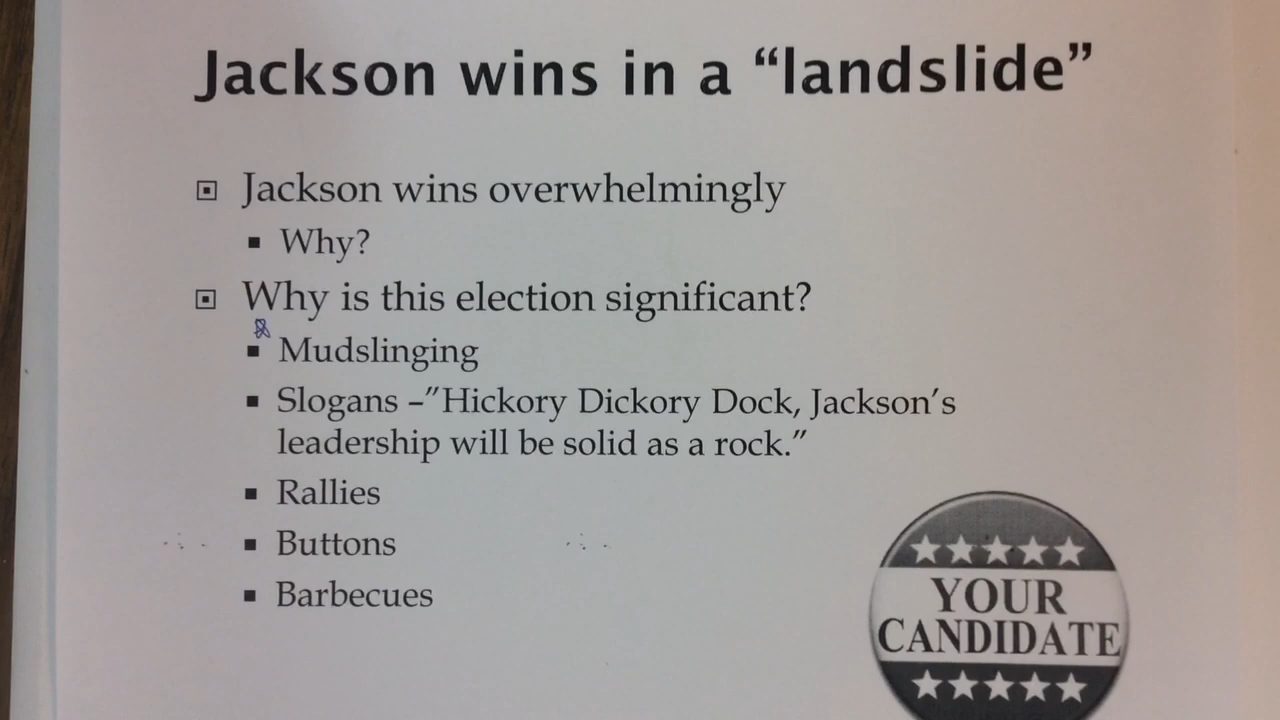 Jackson wins in a “landslide”
Jackson wins overwhelmingly
Why?
Why is this election significant?
Mudslinging
Slogans –”Hickory Dickory Dock, Jackson’s
leadership will be solid as a rock.”
Rallies
Buttons
Barbecues
YOUR
CANDIDATE